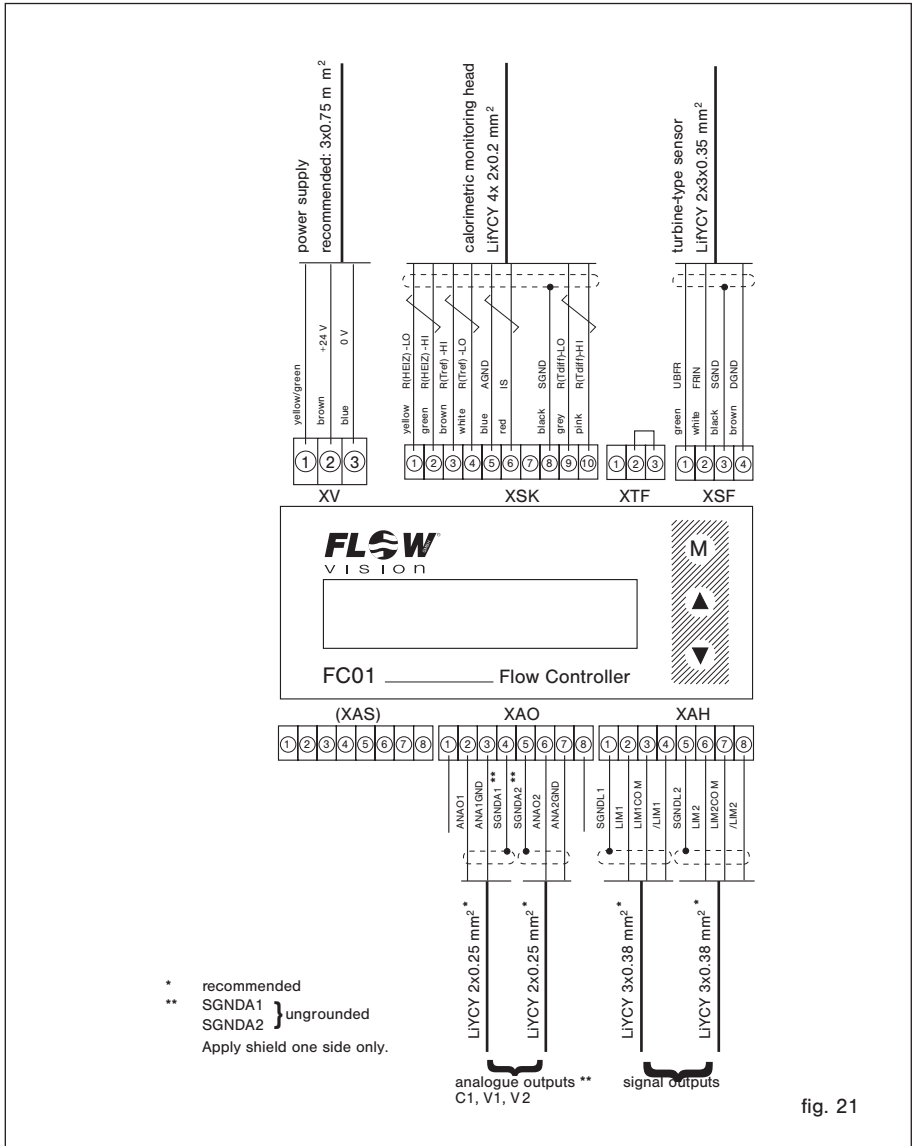 power supply
recommended: 3x0.75 m m²
calorimetric monitoring head
LifYCY 4x 2x0.2 mm²
turbine-type sensor
LifYCY 2x3x0.35 mm²
yellow/green
brown +24 V
blue 0 V
yellow R(HEIZ) -LO
green R(HEIZ) -HI
brown R(Tref) -HI
white R(Tref) -LO
blue AGND
red IS
black SGND
grey R(Tdiff)-LO
pink R(Tdiff)-HI
green UBFR
white FRIN
black SGND
brown DGND
1 2 3
1 2 3 4 5 6 7 8 9 10
1 2 3
1 2 3 4
XV XSK XTF XSF
FLOW
vision
M
FC01 Flow Controller
(XAS) XAO XAH
1 2 3 4 5 6 7 8
1 2 3 4 5 6 7 8
1 2 3 4 5 6 7 8
ANAO1
ANA1GND
SGNDA1 **
SGNDA2 **
ANAO2
ANA2GND
SGNDL1
LIM1
LIM1COM
/LIM1
SGNDL2
LIM2
LIM2COM
/LIM2
LiYCY 2x0.25 mm² *
LiYCY 2x0.25 mm² *
LiYCY 3x0.38 mm² *
LiYCY 3x0.38 mm² *
* recommended
** SGNDA1
SGNDA2 } ungrounded
Apply shield one side only.
analogue outputs **
C1, V1, V2
signal outputs
fig. 21